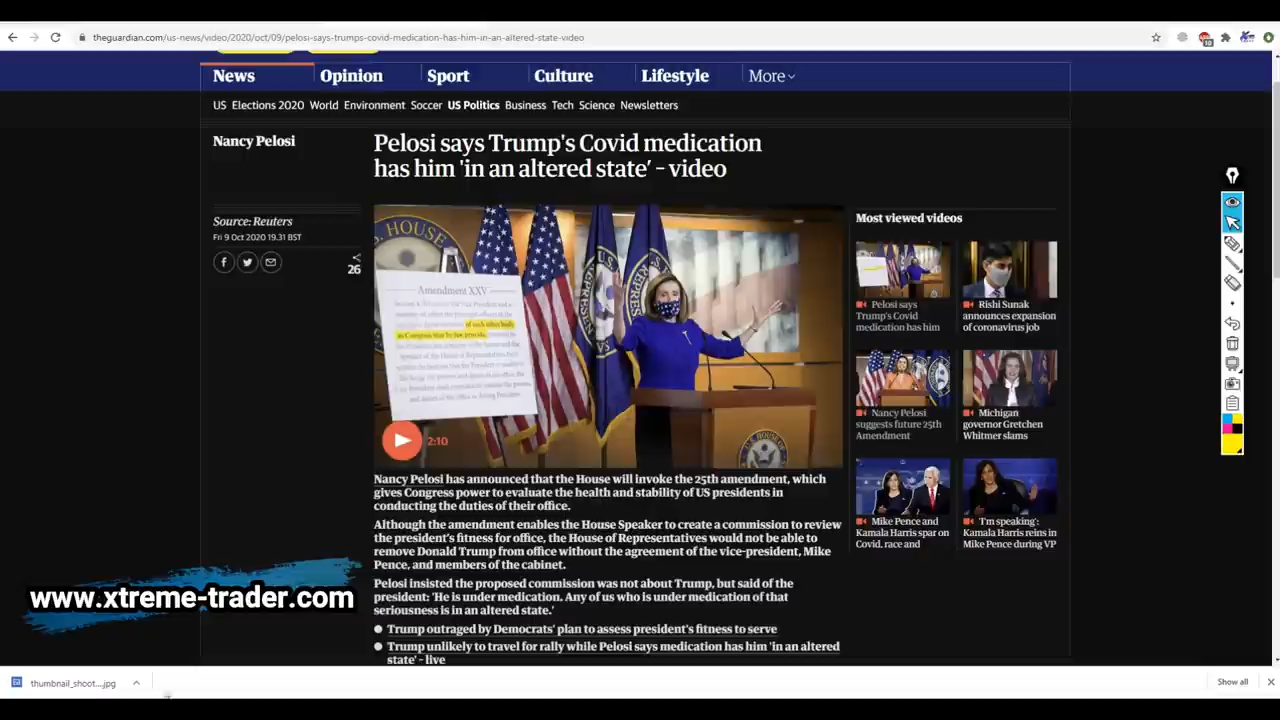 theguardian.com/us-news/video/2020/oct/09/pelosi-says-trumps-covid-medication-has-him-in-an-altered-state-video
News Opinion Sport Culture Lifestyle More
US Elections 2020 World Environment Soccer US Politics Business Tech Science Newsletters
Nancy Pelosi
Pelosi says Trump's Covid medication
has him 'in an altered state' – video
Source: Reuters
Fri 9 Oct 2020 19.31 BST
26
HOUSE
Amendment XXV
of such other body
as Congress may by law provide,
2:10
Nancy Pelosi has announced that the House will invoke the 25th amendment, which
gives Congress power to evaluate the health and stability of US presidents in
conducting the duties of their office.
Although the amendment enables the House Speaker to create a commission to review
the president's fitness for office, the House of Representatives would not be able to
remove Donald Trump from office without the agreement of the vice-president, Mike
Pence, and members of the cabinet.
Pelosi insisted the proposed commission was not about Trump, but said of the
president: 'He is under medication. Any of us who is under medication of that
seriousness is in an altered state.'
Trump outraged by Democrats' plan to assess president's fitness to serve
Trump unlikely to travel for rally while Pelosi says medication has him 'in an altered
state' – live
Most viewed videos
Pelosi says
Trump's Covid
medication has him
Rishi Sunak
announces expansion
of coronavirus job
Nancy Pelosi
suggests future 25th
Amendment
Michigan
governor Gretchen
Whitmer slams
Mike Pence and
Kamala Harris spar on
Covid, race and
'I'm speaking':
Kamala Harris reins in
Mike Pence during VP
www.xtreme-trader.com
thumbnail_shoot....jpg
Show all